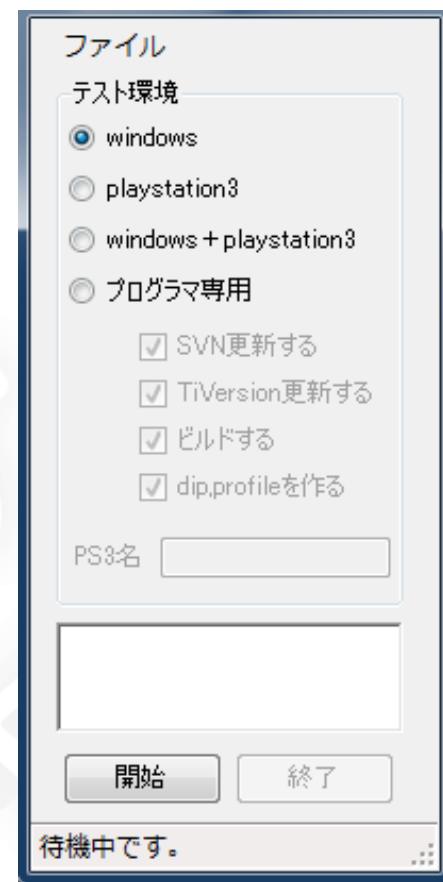 ファイル
テスト環境
windows
playstation3
windows+playstation3
プログラマ専用
SVN更新する
TiVersion更新する
ビルドする
dip,profileを作る
PS3名
開始 終了
待機中です。